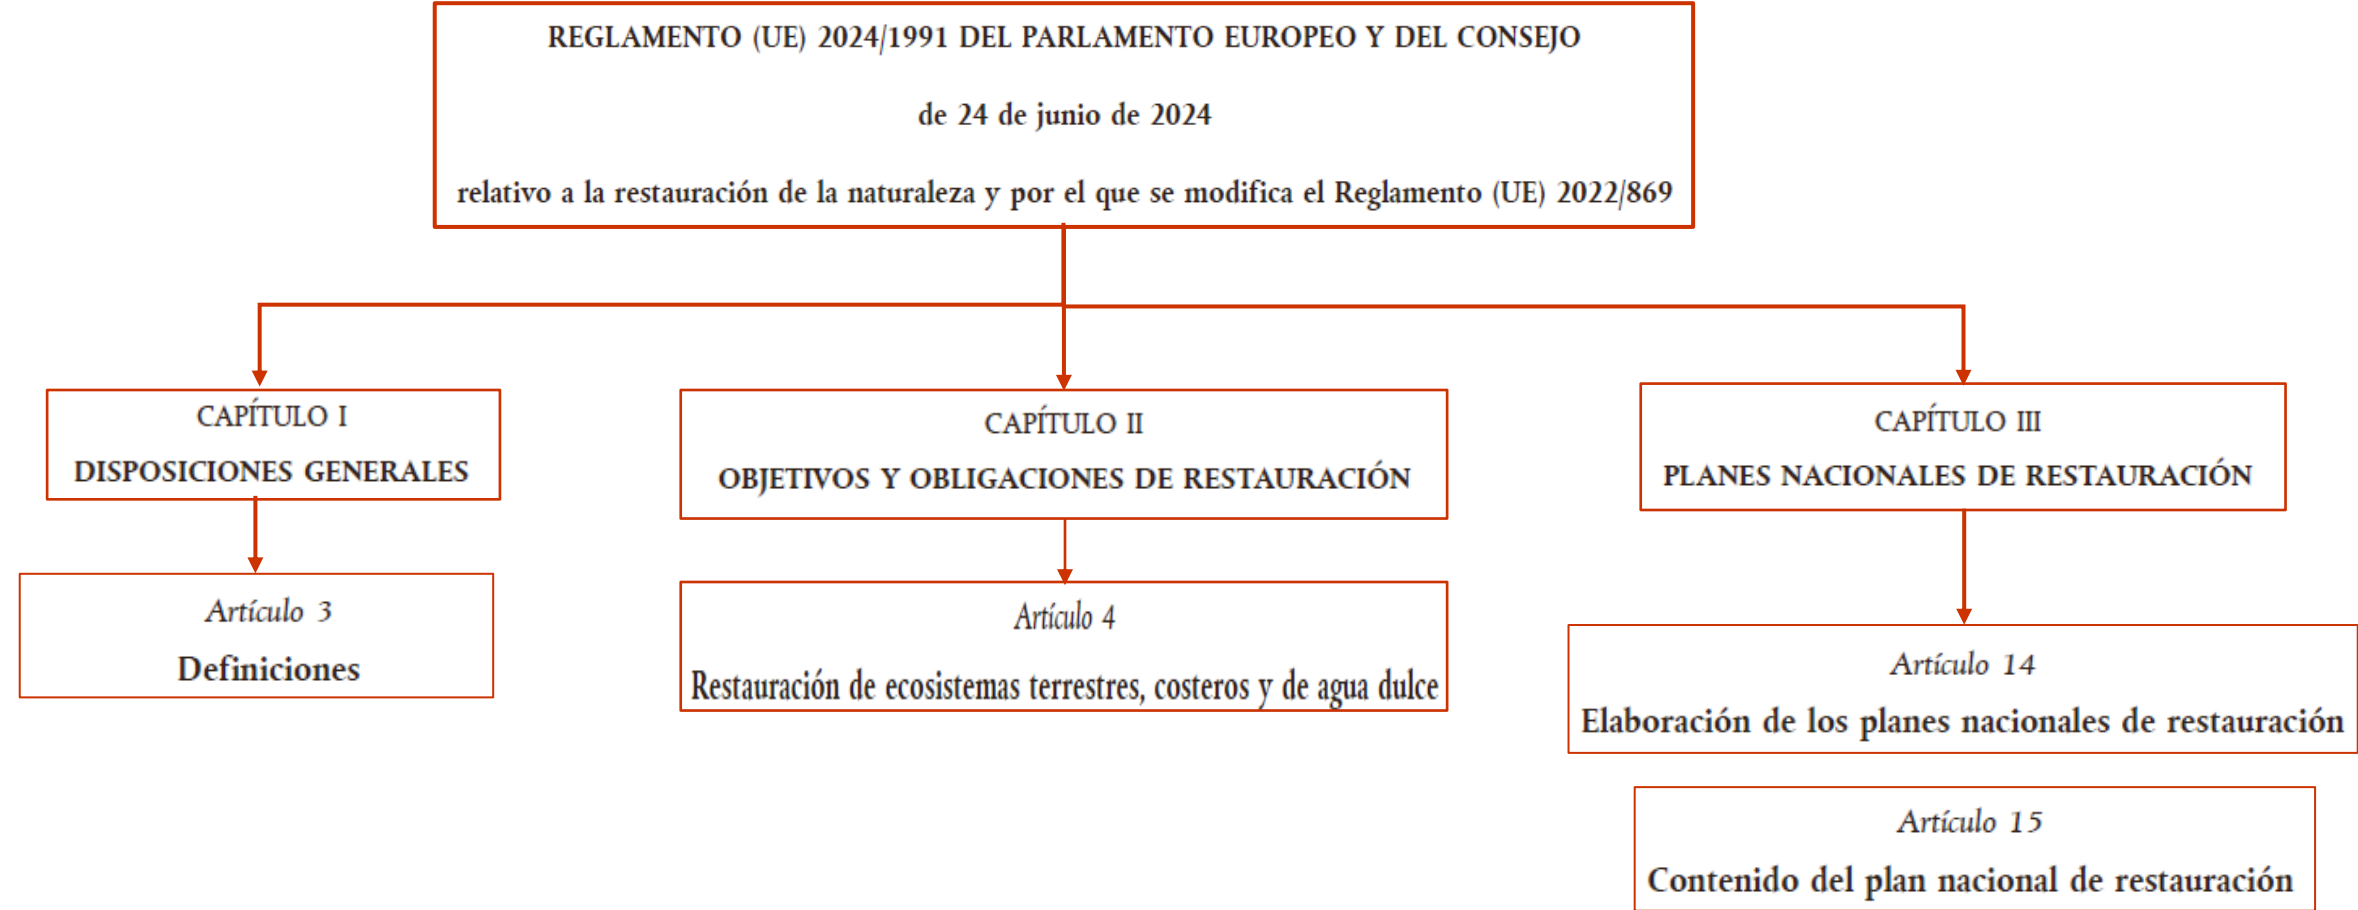 REGLAMENTO (UE) 2024/1991 DEL PARLAMENTO EUROPEO Y DEL CONSEJO
de 24 de junio de 2024
relativo a la restauración de la naturaleza y por el que se modifica el Reglamento (UE) 2022/869
CAPÍTULO I
DISPOSICIONES GENERALES
Artículo 3
Definiciones
CAPÍTULO II
OBJETIVOS Y OBLIGACIONES DE RESTAURACIÓN
Artículo 4
Restauración de ecosistemas terrestres, costeros y de agua dulce
CAPÍTULO III
PLANES NACIONALES DE RESTAURACIÓN
Artículo 14
Elaboración de los planes nacionales de restauración
Artículo 15
Contenido del plan nacional de restauración